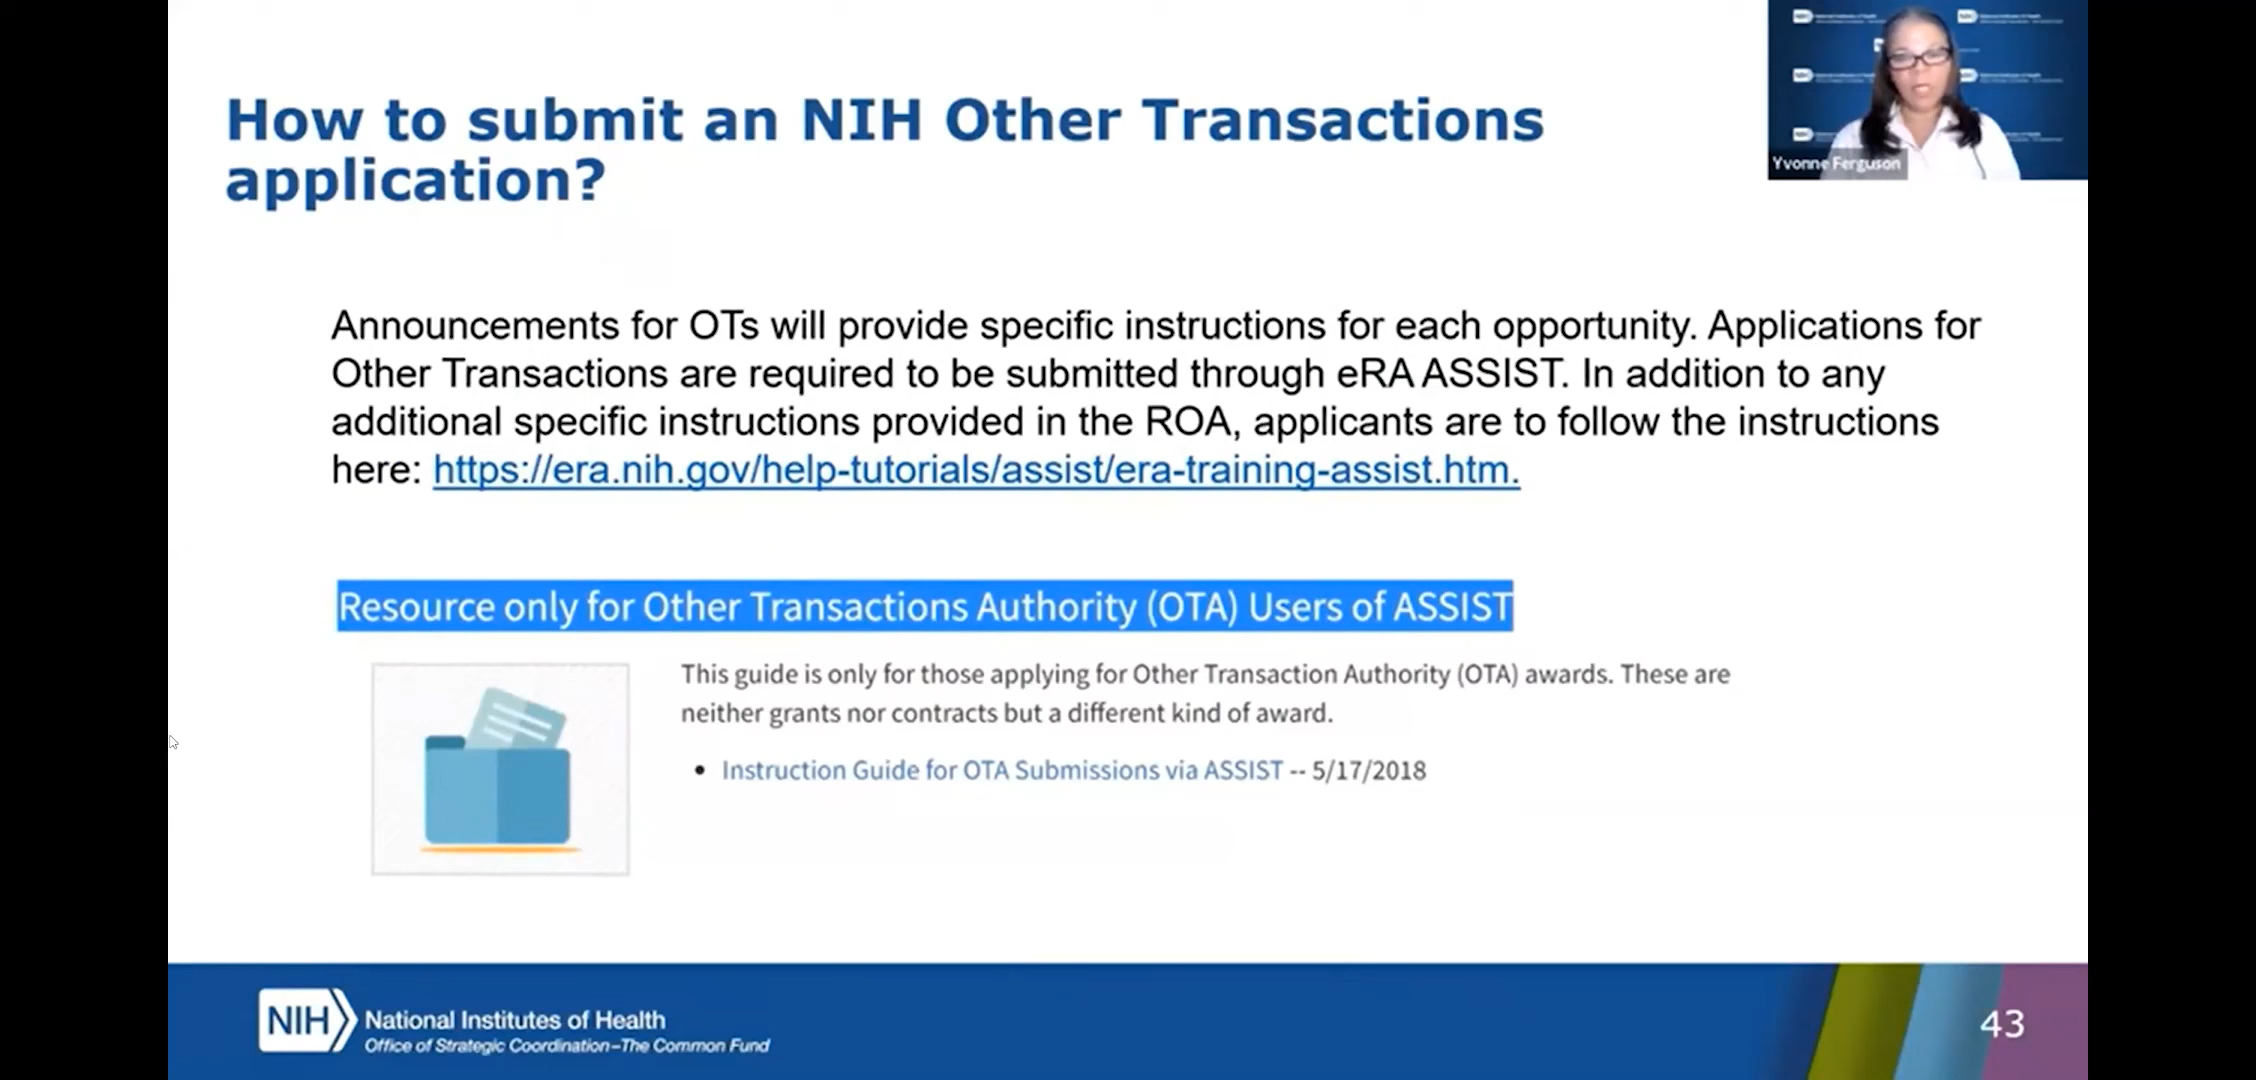 How to submit an NIH Other Transactions
application?
Yvonne Ferguson
Announcements for OTs will provide specific instructions for each opportunity. Applications for
Other Transactions are required to be submitted through eRA ASSIST. In addition to any
additional specific instructions provided in the ROA, applicants are to follow the instructions
here: https://era.nih.gov/help-tutorials/assist/era-training-assist.htm.
Resource only for Other Transactions Authority (OTA) Users of ASSIST
This guide is only for those applying for Other Transaction Authority (OTA) awards. These are
neither grants nor contracts but a different kind of award.
• Instruction Guide for OTA Submissions via ASSIST -- 5/17/2018
NIH National Institutes of Health
Office of Strategic Coordination–The Common Fund
43